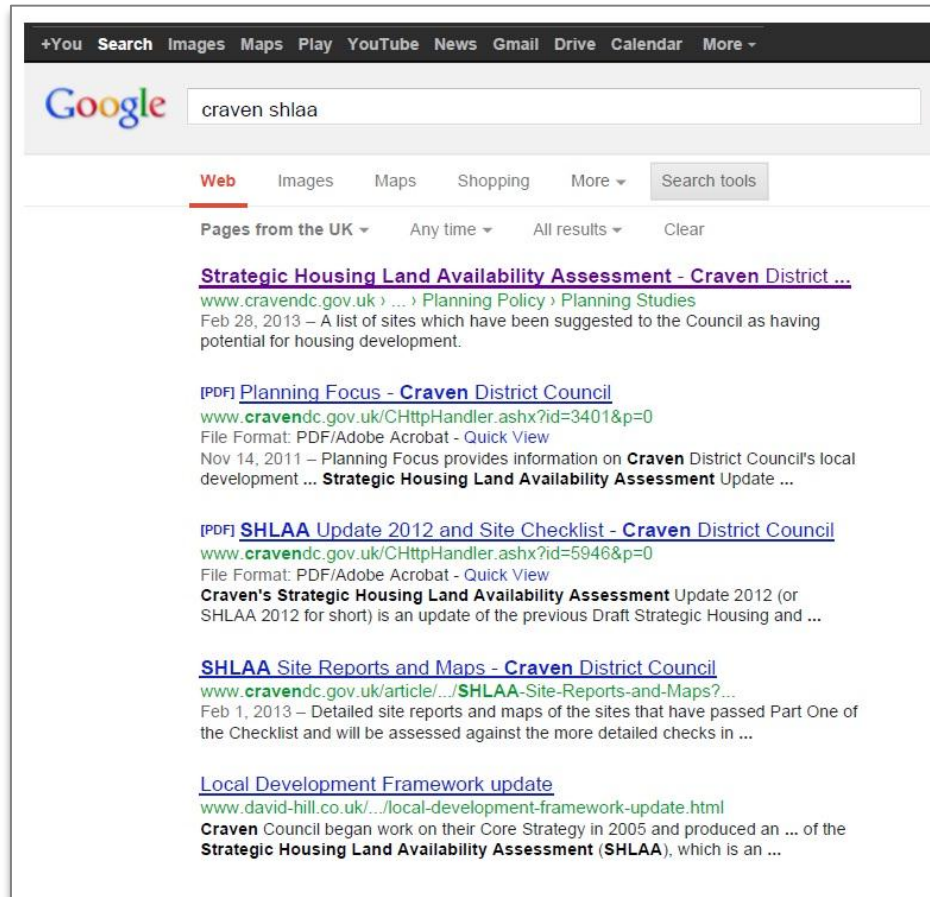 +You Search Images Maps Play YouTube News Gmail Drive Calendar More
Google craven shlaa
Web Images Maps Shopping More Search tools
Pages from the UK Any time All results Clear
Strategic Housing Land Availability Assessment - Craven District ...
www.cravendc.gov.uk › ... › Planning Policy › Planning Studies
Feb 28, 2013 – A list of sites which have been suggested to the Council as having
potential for housing development.
[PDF] Planning Focus - Craven District Council
www.cravendc.gov.uk/CHttpHandler.ashx?id=3401&p=0
File Format: PDF/Adobe Acrobat - Quick View
Nov 14, 2011 – Planning Focus provides information on Craven District Council's local
development ... Strategic Housing Land Availability Assessment Update ...
[PDF] SHLAA Update 2012 and Site Checklist - Craven District Council
www.cravendc.gov.uk/CHttpHandler.ashx?id=5946&p=0
File Format: PDF/Adobe Acrobat - Quick View
Craven's Strategic Housing Land Availability Assessment Update 2012 (or
SHLAA 2012 for short) is an update of the previous Draft Strategic Housing and ...
SHLAA Site Reports and Maps - Craven District Council
www.cravendc.gov.uk/article/.../SHLAA-Site-Reports-and-Maps?...
Feb 1, 2013 – Detailed site reports and maps of the sites that have passed Part One of
the Checklist and will be assessed against the more detailed checks in ...
Local Development Framework update
www.david-hill.co.uk/.../local-development-framework-update.html
Craven Council began work on their Core Strategy in 2005 and produced an ... of the
Strategic Housing Land Availability Assessment (SHLAA), which is an ...